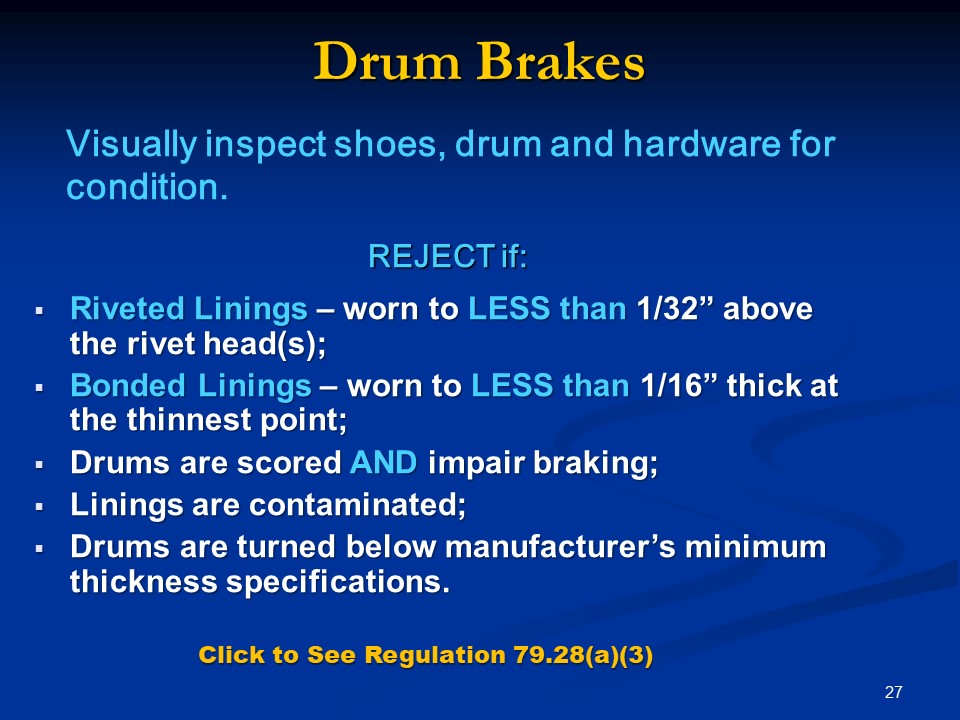 Drum Brakes
Visually inspect shoes, drum and hardware for
condition.
REJECT if:
▪ Riveted Linings – worn to LESS than 1/32” above
the rivet head(s);
▪ Bonded Linings – worn to LESS than 1/16” thick at
the thinnest point;
▪ Drums are scored AND impair braking;
▪ Linings are contaminated;
▪ Drums are turned below manufacturer’s minimum
thickness specifications.
Click to See Regulation 79.28(a)(3)
27